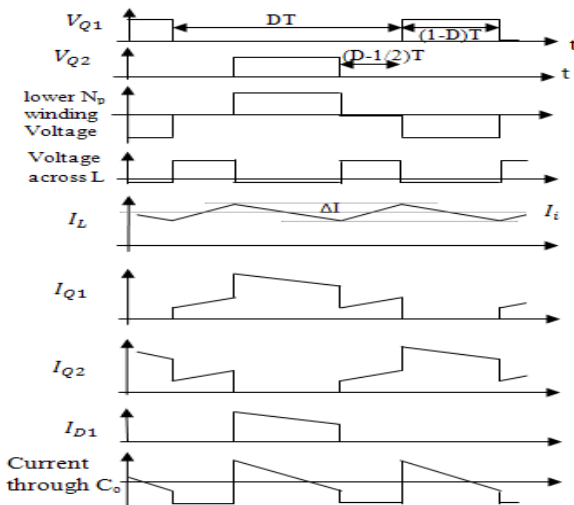 V_Q1
DT
(1-D)T
t
V_Q2
(D-1/2)T
t
lower N_p
winding
Voltage
Voltage
across L
I_L
ΔI
I_i
I_Q1
I_Q2
I_D1
Current
through C_o